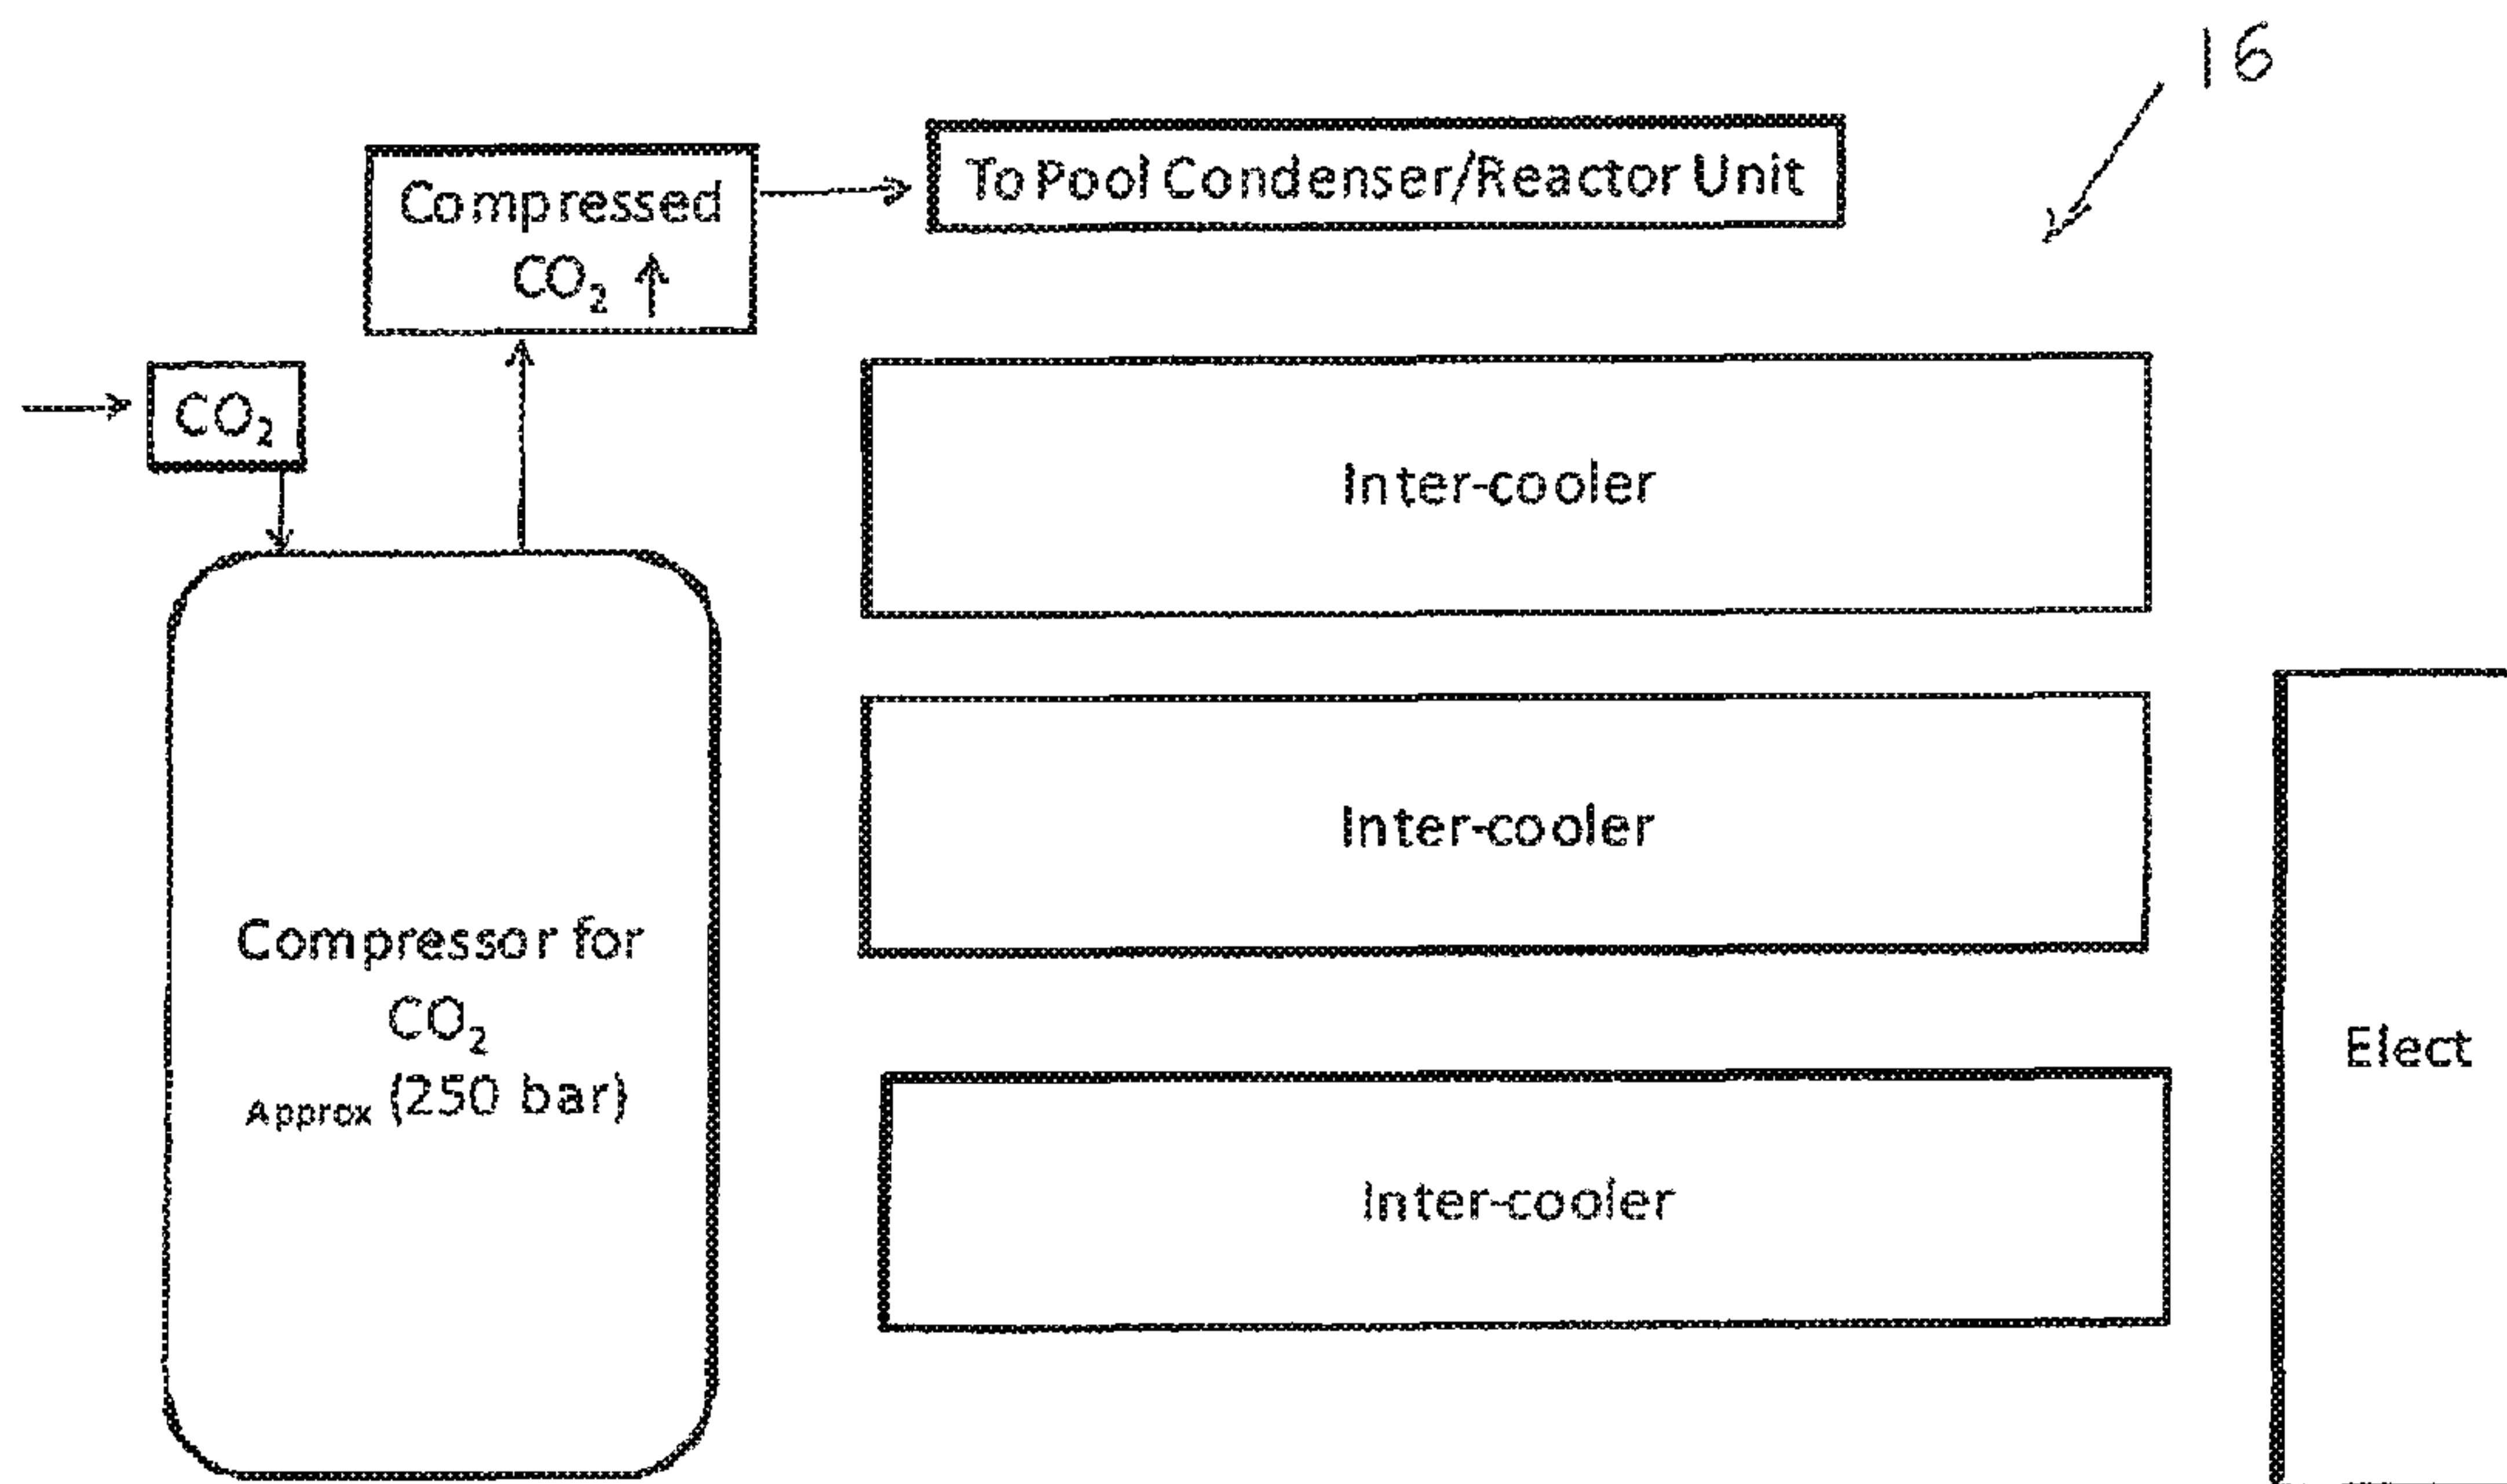 16
To Pool Condenser/Reactor Unit
Compressed
CO₂ ↑
CO₂
Inter-cooler
Inter-cooler
Compressor for
CO₂
Approx (250 bar)
Elect
Inter-cooler